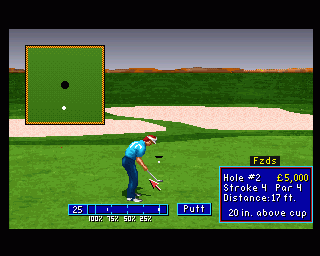 Fzds
Hole #2 £5,000
Stroke 4 Par 4
Distance:17 ft.
20 in. above cup
25
Putt
100% 75% 50% 25%